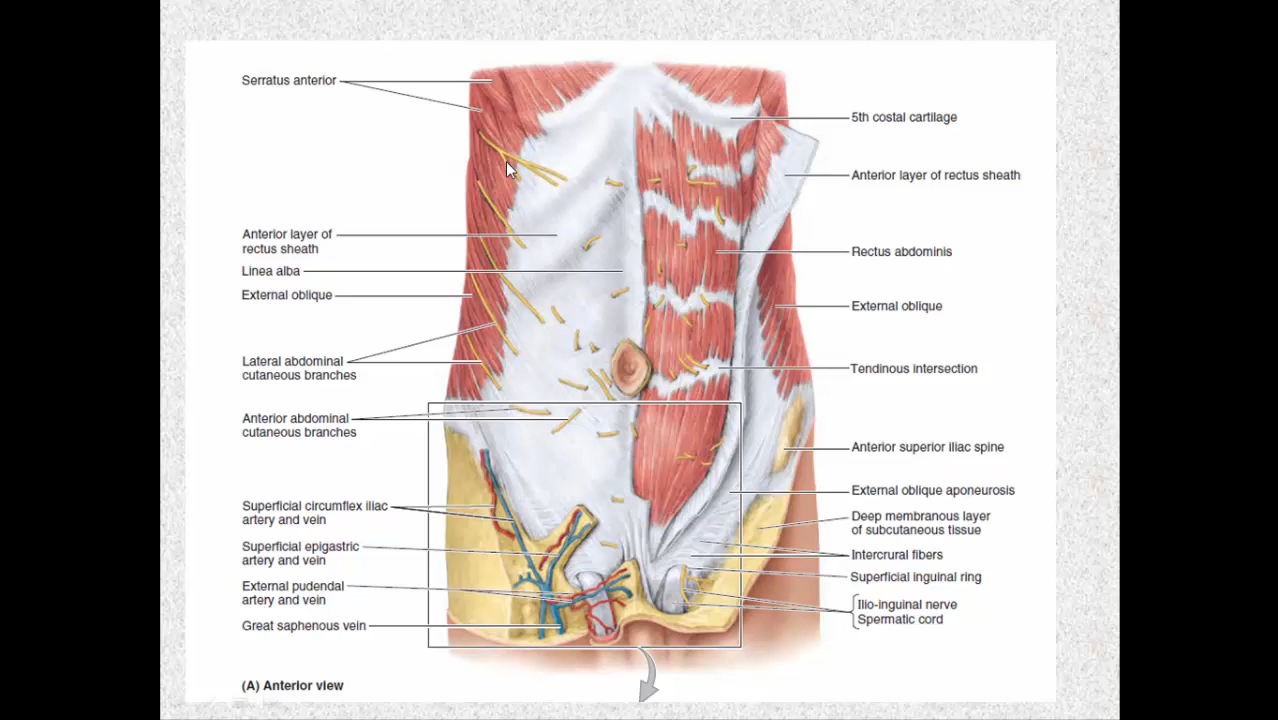 Serratus anterior
Anterior layer of
rectus sheath
Linea alba
External oblique
Lateral abdominal
cutaneous branches
Anterior abdominal
cutaneous branches
Superficial circumflex iliac
artery and vein
Superficial epigastric
artery and vein
External pudendal
artery and vein
Great saphenous vein
(A) Anterior view
5th costal cartilage
Anterior layer of rectus sheath
Rectus abdominis
External oblique
Tendinous intersection
Anterior superior iliac spine
External oblique aponeurosis
Deep membranous layer
of subcutaneous tissue
Intercrural fibers
Superficial inguinal ring
Ilio-inguinal nerve
Spermatic cord